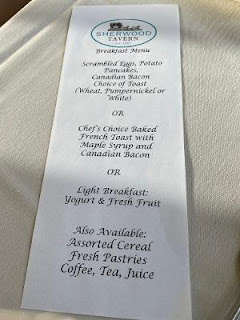 SHERWOOD
TAVERN
Breakfast Menu
Scrambled Eggs, Potato
Pancakes,
Canadian Bacon
Choice of Toast
(Wheat, Pumpernickel or
White)
OR
Chef's Choice Baked
French Toast with
Maple Syrup and
Canadian Bacon
OR
Light Breakfast:
Yogurt & Fresh Fruit
Also Available:
Assorted Cereal
Fresh Pastries
Coffee, Tea, Juice